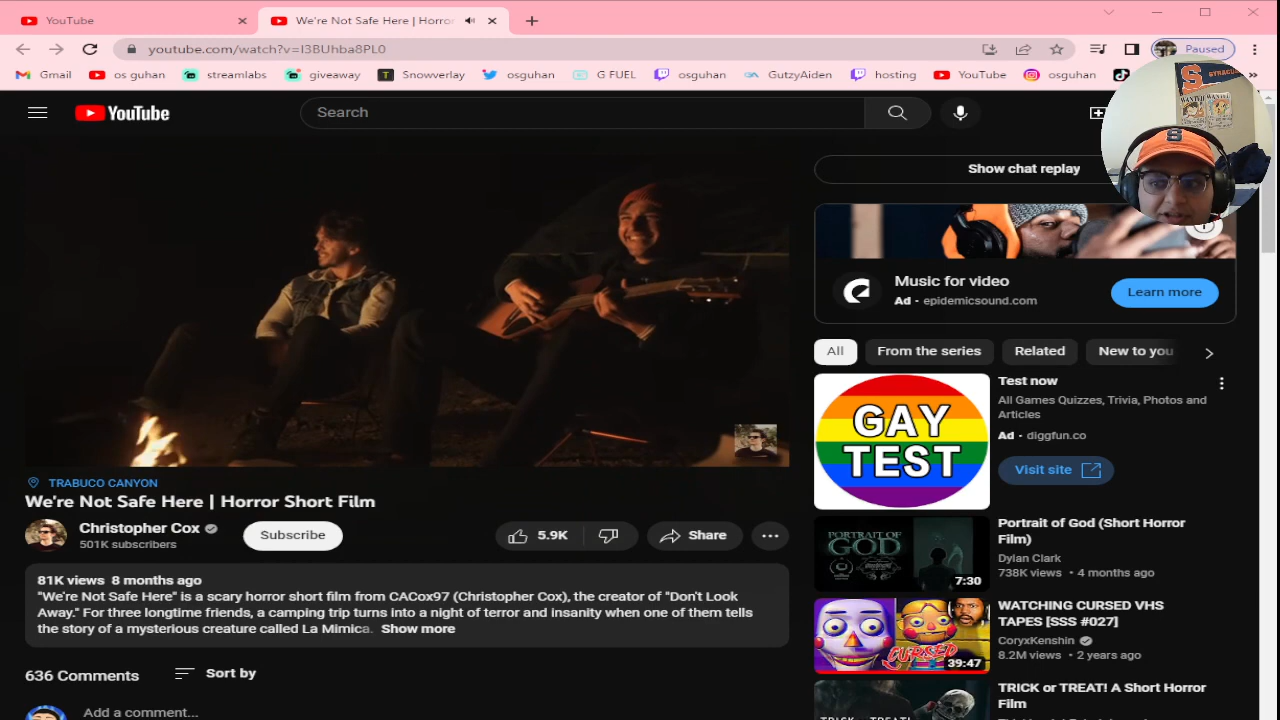 YouTube
We're Not Safe Here | Horror
youtube.com/watch?v=I3BUhba8PL0
Paused
Gmail
os guhan
streamlabs
giveaway
Snowverlay
osguhan
G FUEL
osguhan
GutzyAiden
hosting
YouTube
osguhan
YouTube
Search
Show chat replay
WANTED
WANTED
Music for video
Ad · epidemicsound.com
Learn more
All
From the series
Related
New to you
GAY
TEST
Test now
All Games Quizzes, Trivia, Photos and
Articles
Ad · diggfun.co
Visit site
TRABUCO CANYON
We're Not Safe Here | Horror Short Film
Christopher Cox
501K subscribers
Subscribe
5.9K
Share
81K views 8 months ago
"We're Not Safe Here" is a scary horror short film from CACox97 (Christopher Cox), the creator of "Don't Look
Away." For three longtime friends, a camping trip turns into a night of terror and insanity when one of them tells
the story of a mysterious creature called La Mimica. Show more
636 Comments
Sort by
Add a comment...
PORTRAIT OF
GOD
7:30
Portrait of God (Short Horror
Film)
Dylan Clark
738K views · 4 months ago
CURSED
39:47
WATCHING CURSED VHS
TAPES [SSS #027]
CoryxKenshin
8.2M views · 2 years ago
TRICK or TREAT! A Short Horror
Film